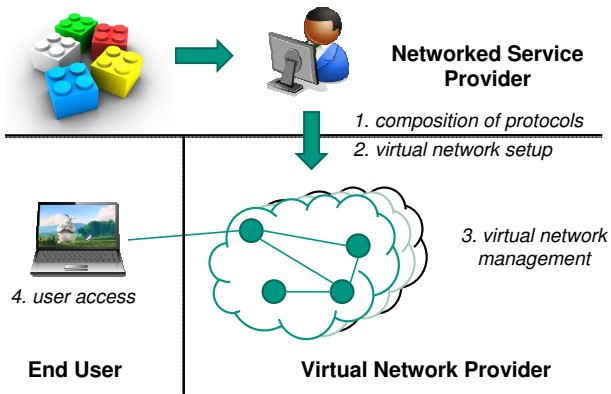 Networked Service
Provider
1. composition of protocols
2. virtual network setup
3. virtual network
management
4. user access
End User
Virtual Network Provider